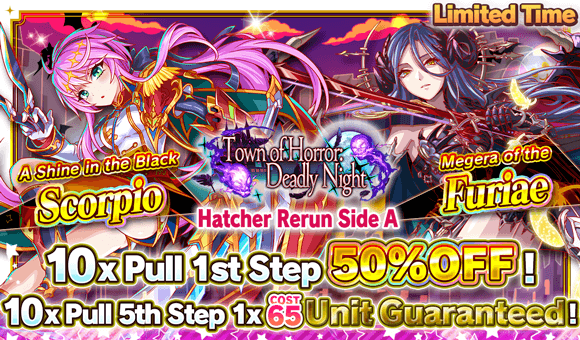 Limited Time
A Shine in the Black
Scorpio
Town of Horror:
Deadly Night
Megera of the
Furiae
Hatcher Rerun Side A
10x Pull 1st Step 50%OFF!
10x Pull 5th Step 1x COST 65 Unit Guaranteed!